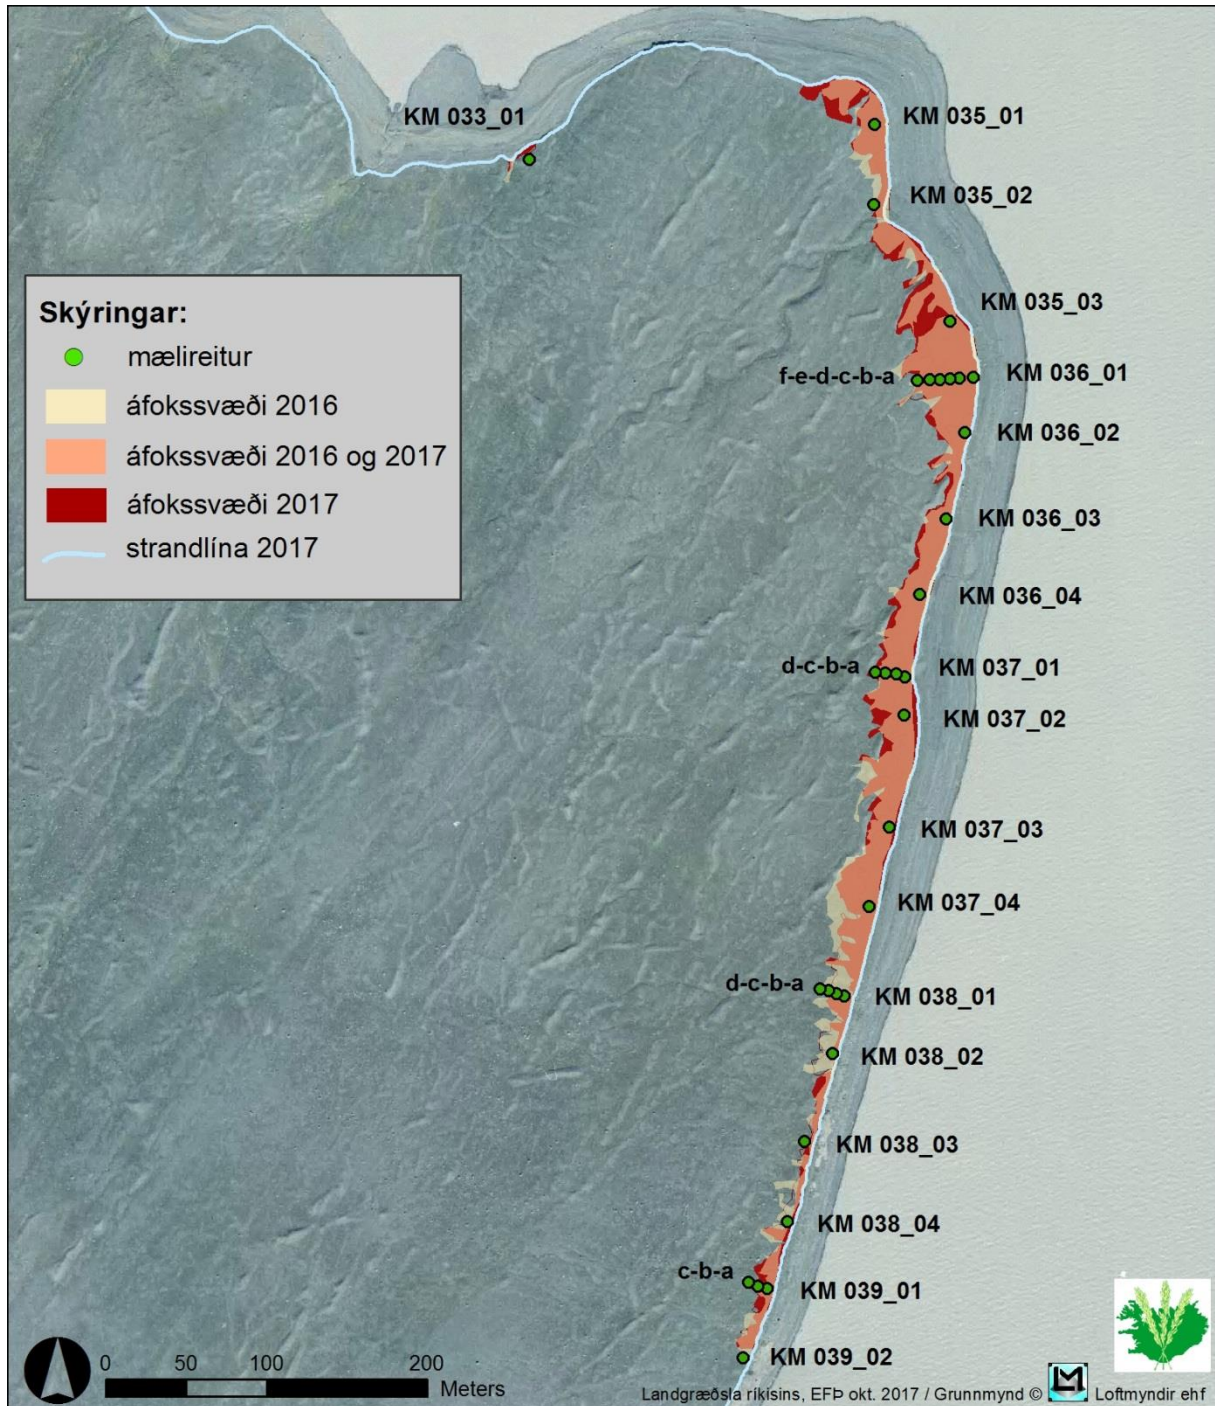 KM 033_01
KM 035_01
KM 035_02
Skýringar:
mælireitur
áfokssvæði 2016
áfokssvæði 2016 og 2017
áfokssvæði 2017
strandlína 2017
KM 035_03
f-e-d-c-b-a
KM 036_01
KM 036_02
KM 036_03
KM 036_04
d-c-b-a
KM 037_01
KM 037_02
KM 037_03
KM 037_04
d-c-b-a
KM 038_01
KM 038_02
KM 038_03
KM 038_04
c-b-a
KM 039_01
KM 039_02
0 50 100 200
Meters
Landgræðsla ríkisins, EFÞ okt. 2017 / Grunnmynd © LM Loftmyndir ehf